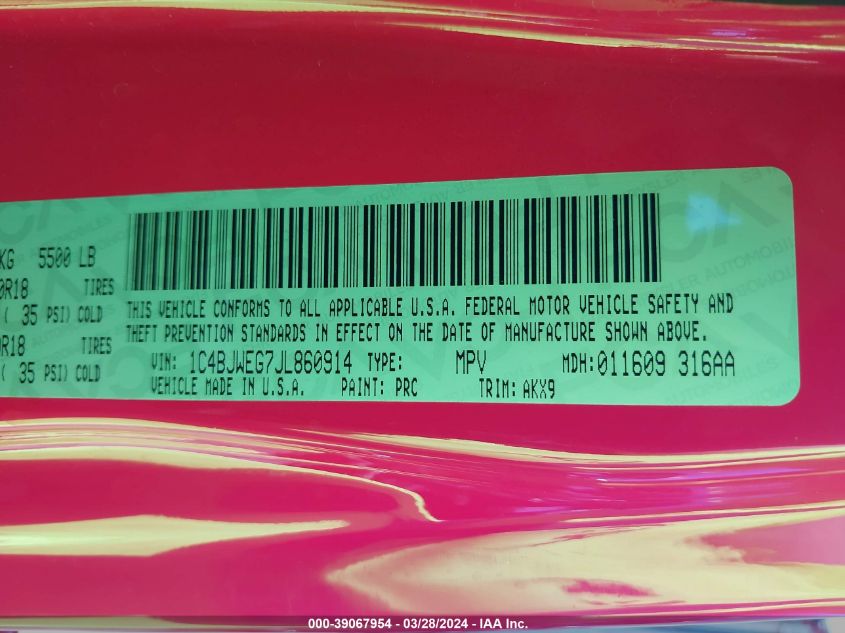 KG 5500 LB
0R18 TIRES
( 35 PSI) COLD
0R18 TIRES
( 35 PSI) COLD
THIS VEHICLE CONFORMS TO ALL APPLICABLE U.S.A. FEDERAL MOTOR VEHICLE SAFETY AND
THEFT PREVENTION STANDARDS IN EFFECT ON THE DATE OF MANUFACTURE SHOWN ABOVE.
VIN: 1C4BJWEG7JL860914 TYPE: MPV MDH:011609 316AA
VEHICLE MADE IN U.S.A. PAINT: PRC TRIM: AKX9
000-39067954 - 03/28/2024 - IAA Inc.